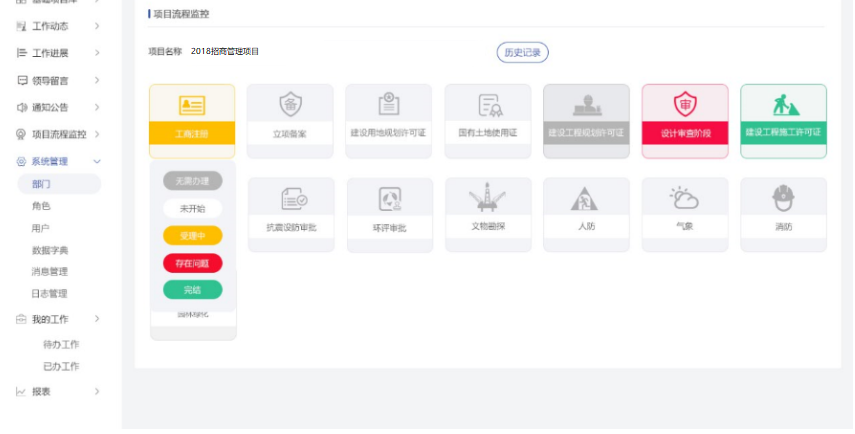 基础项目库
工作动态
工作进展
领导留言
通知公告
项目流程监控
系统管理
部门
角色
用户
数据字典
消息管理
日志管理
我的工作
待办工作
已办工作
报表
项目流程监控
项目名称 2018招商管理项目
历史记录
工程注册
立项备案
建设用地规划许可证
国有土地使用证
建设工程规划许可证
设计审查阶段
建设工程施工许可证
备
审
无需办理
未开始
受理中
存在问题
完结
抗震设防审批
环评审批
文物勘探
人防
气象
消防
园林绿化